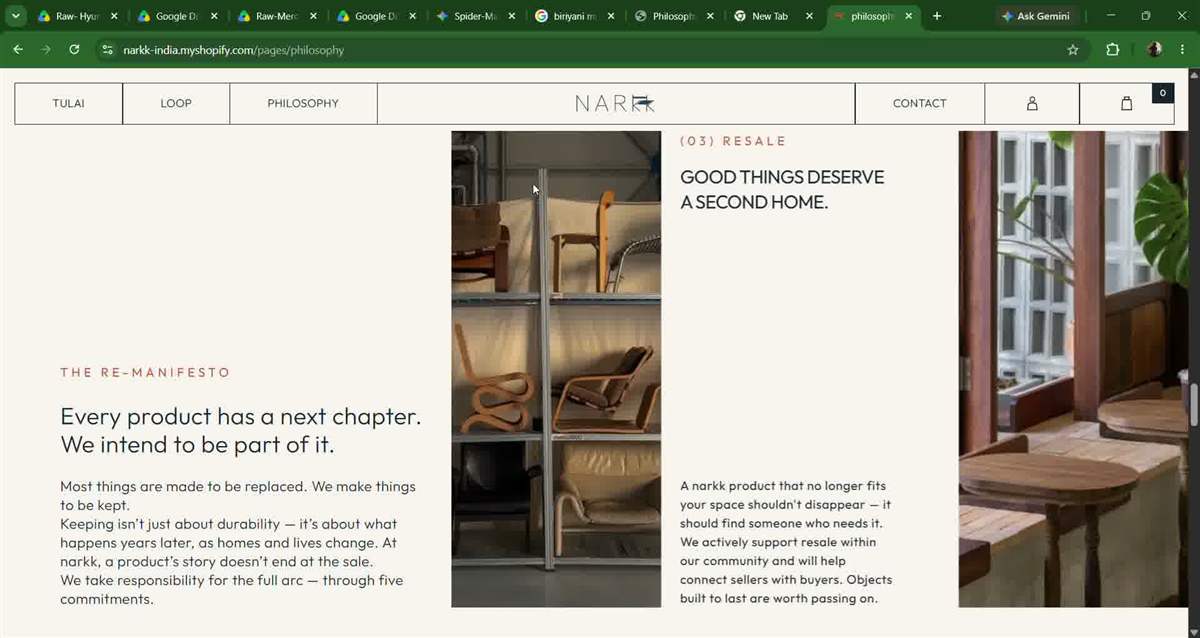 Raw- Hyu
Google D
Raw-Merc
Google D
Spider-Ma
biriyani m
Philosoph
New Tab
philosoph
Ask Gemini
narkk-india.myshopify.com/pages/philosophy
TULAI
LOOP
PHILOSOPHY
NARKK
CONTACT
0
(03) RESALE
GOOD THINGS DESERVE
A SECOND HOME.
THE RE-MANIFESTO
Every product has a next chapter.
We intend to be part of it.
Most things are made to be replaced. We make things
to be kept.
Keeping isn't just about durability — it's about what
happens years later, as homes and lives change. At
narkk, a product's story doesn't end at the sale.
We take responsibility for the full arc — through five
commitments.
A narkk product that no longer fits
your space shouldn't disappear — it
should find someone who needs it.
We actively support resale within
our community and will help
connect sellers with buyers. Objects
built to last are worth passing on.